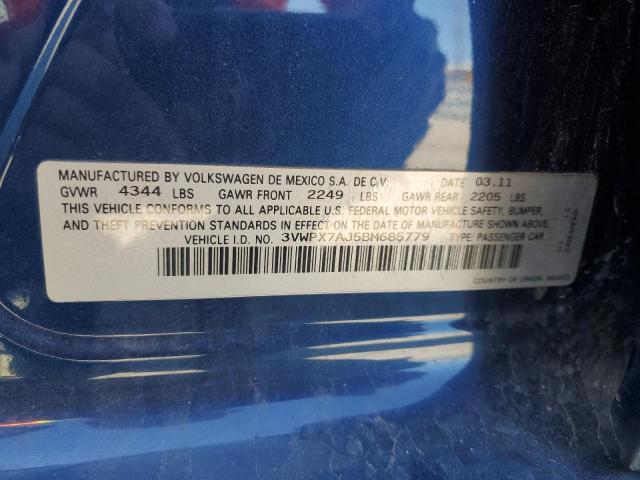 MANUFACTURED BY VOLKSWAGEN DE MEXICO S.A. DE C.V. DATE 03.11
GVWR 4344 LBS GAWR FRONT 2249 LBS GAWR REAR 2205 LBS
THIS VEHICLE CONFORMS TO ALL APPLICABLE U.S. FEDERAL MOTOR VEHICLE SAFETY, BUMPER,
AND THEFT PREVENTION STANDARDS IN EFFECT ON THE DATE OF MANUFACTURE SHOWN ABOVE.
VEHICLE I.D. NO. 3VWPX7AJ5BM685779 TYPE: PASSENGER CAR
COUNTRY OF ORIGIN: MEXICO